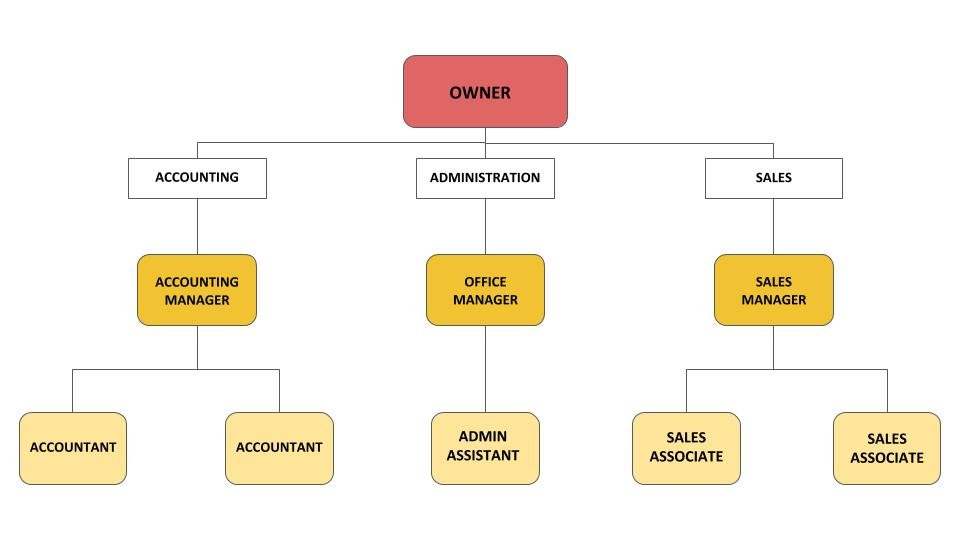 OWNER
ACCOUNTING
ADMINISTRATION
SALES
ACCOUNTING
MANAGER
OFFICE
MANAGER
SALES
MANAGER
ACCOUNTANT
ACCOUNTANT
ADMIN
ASSISTANT
SALES
ASSOCIATE
SALES
ASSOCIATE